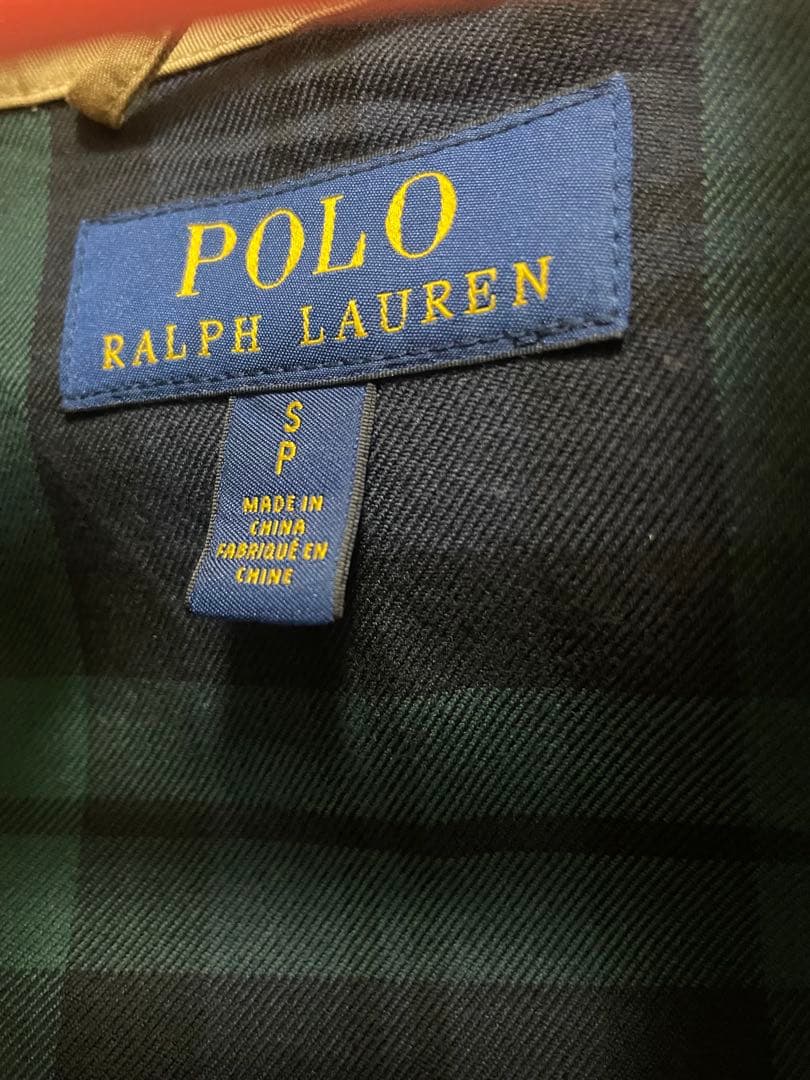 POLO
RALPH LAUREN
S
P
MADE IN
CHINA
FABRIQUÉ EN
CHINE